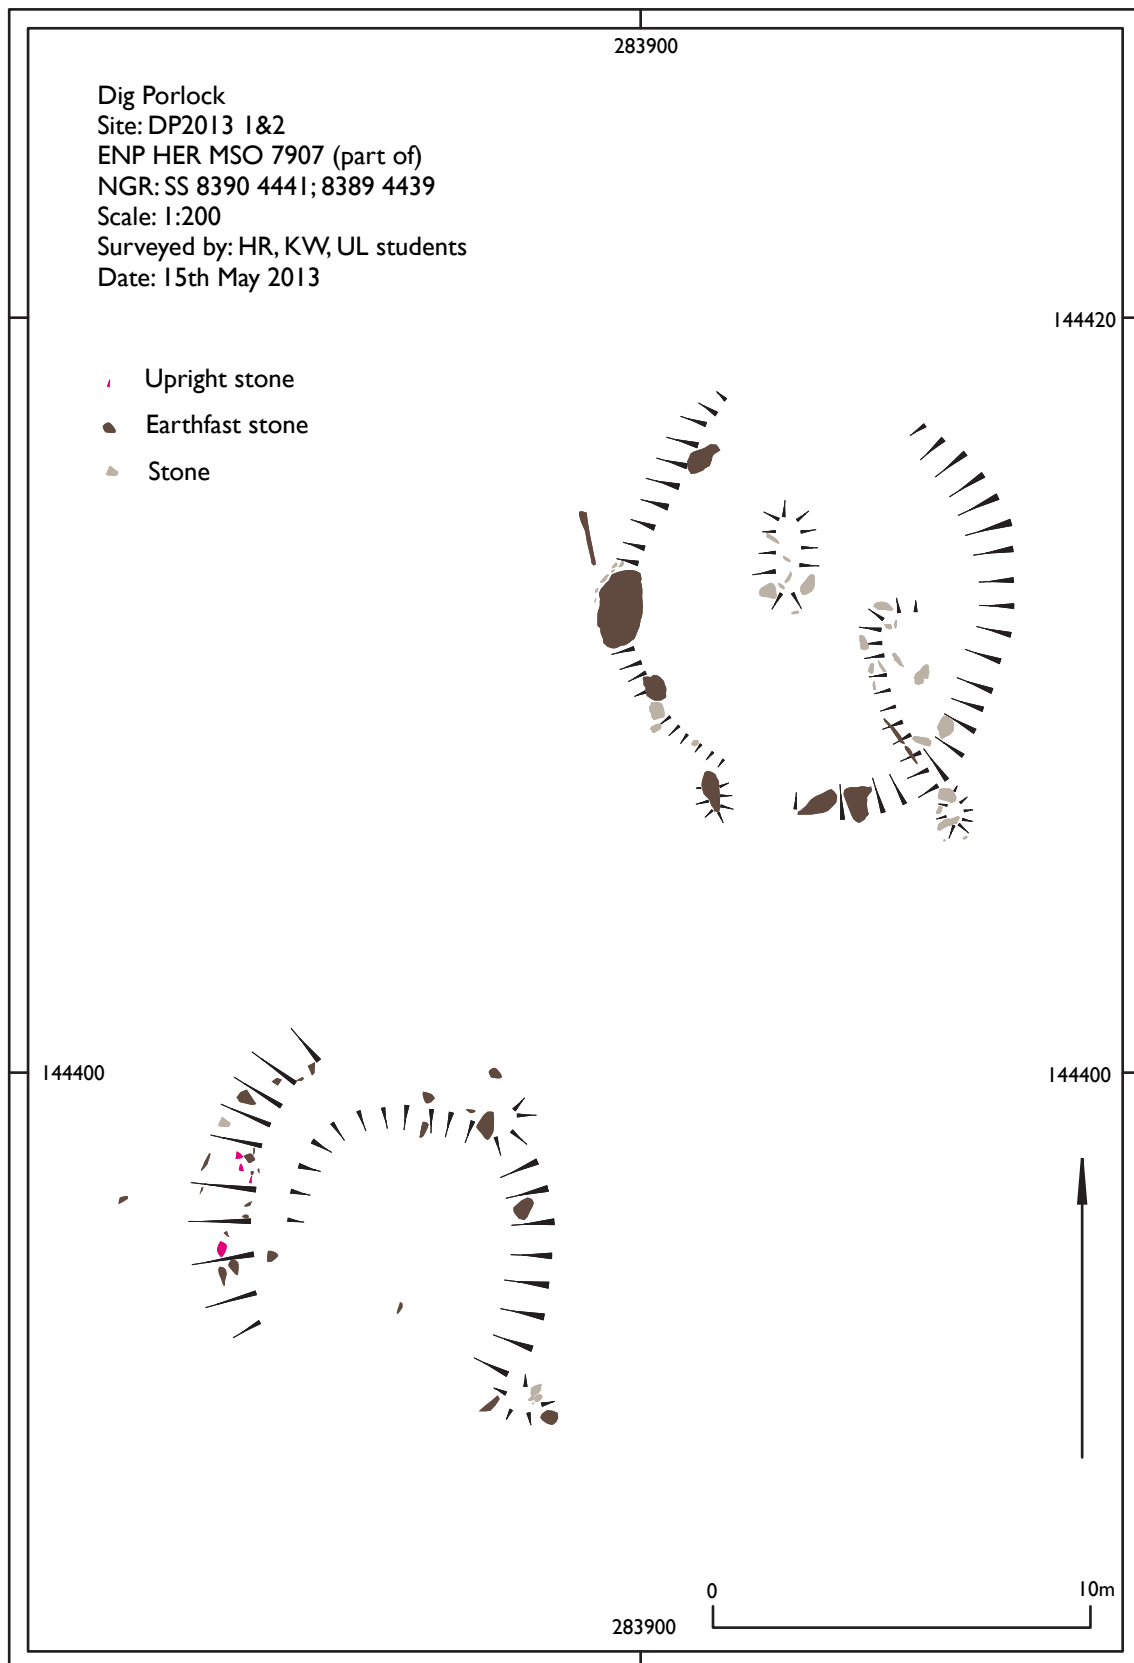 283900
Dig Porlock
Site: DP2013 1&2
ENP HER MSO 7907 (part of)
NGR: SS 8390 4441; 8389 4439
Scale: 1:200
Surveyed by: HR, KW, UL students
Date: 15th May 2013
144420
Upright stone
Earthfast stone
Stone
144400
144400
0
10m
283900